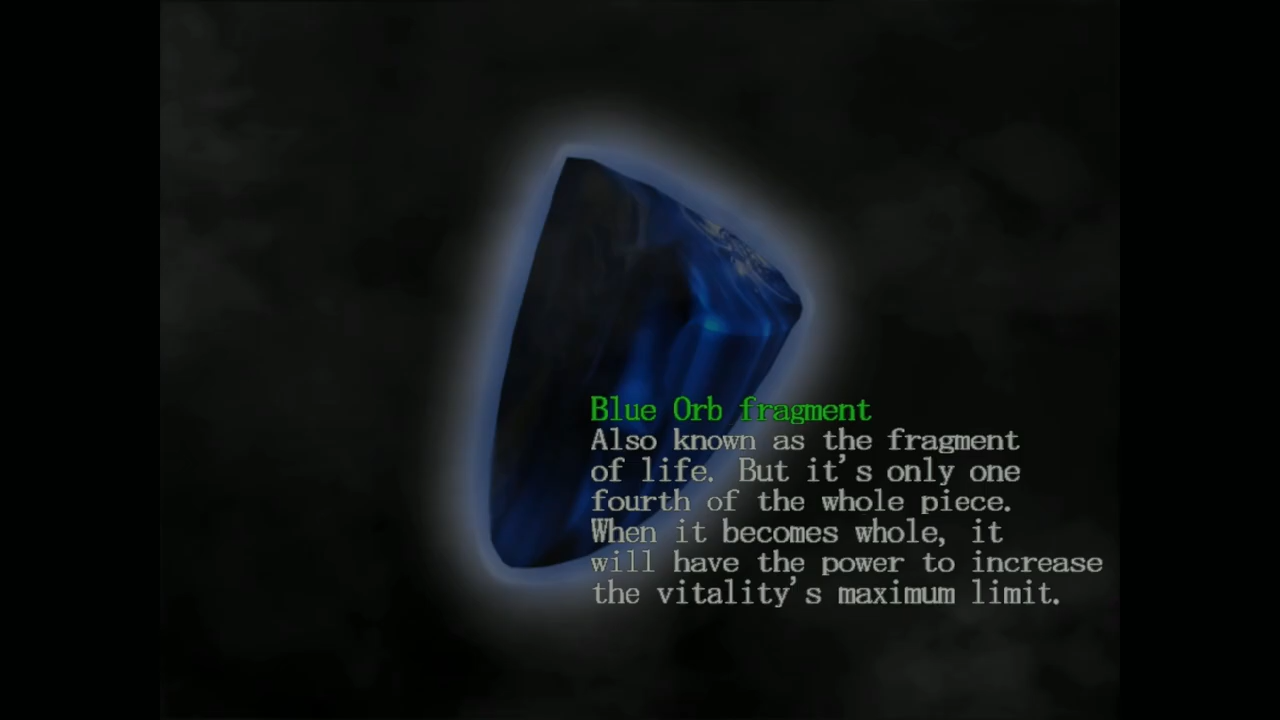 Blue Orb fragment
Also known as the fragment
of life. But it's only one
fourth of the whole piece.
When it becomes whole, it
will have the power to increase
the vitality's maximum limit.